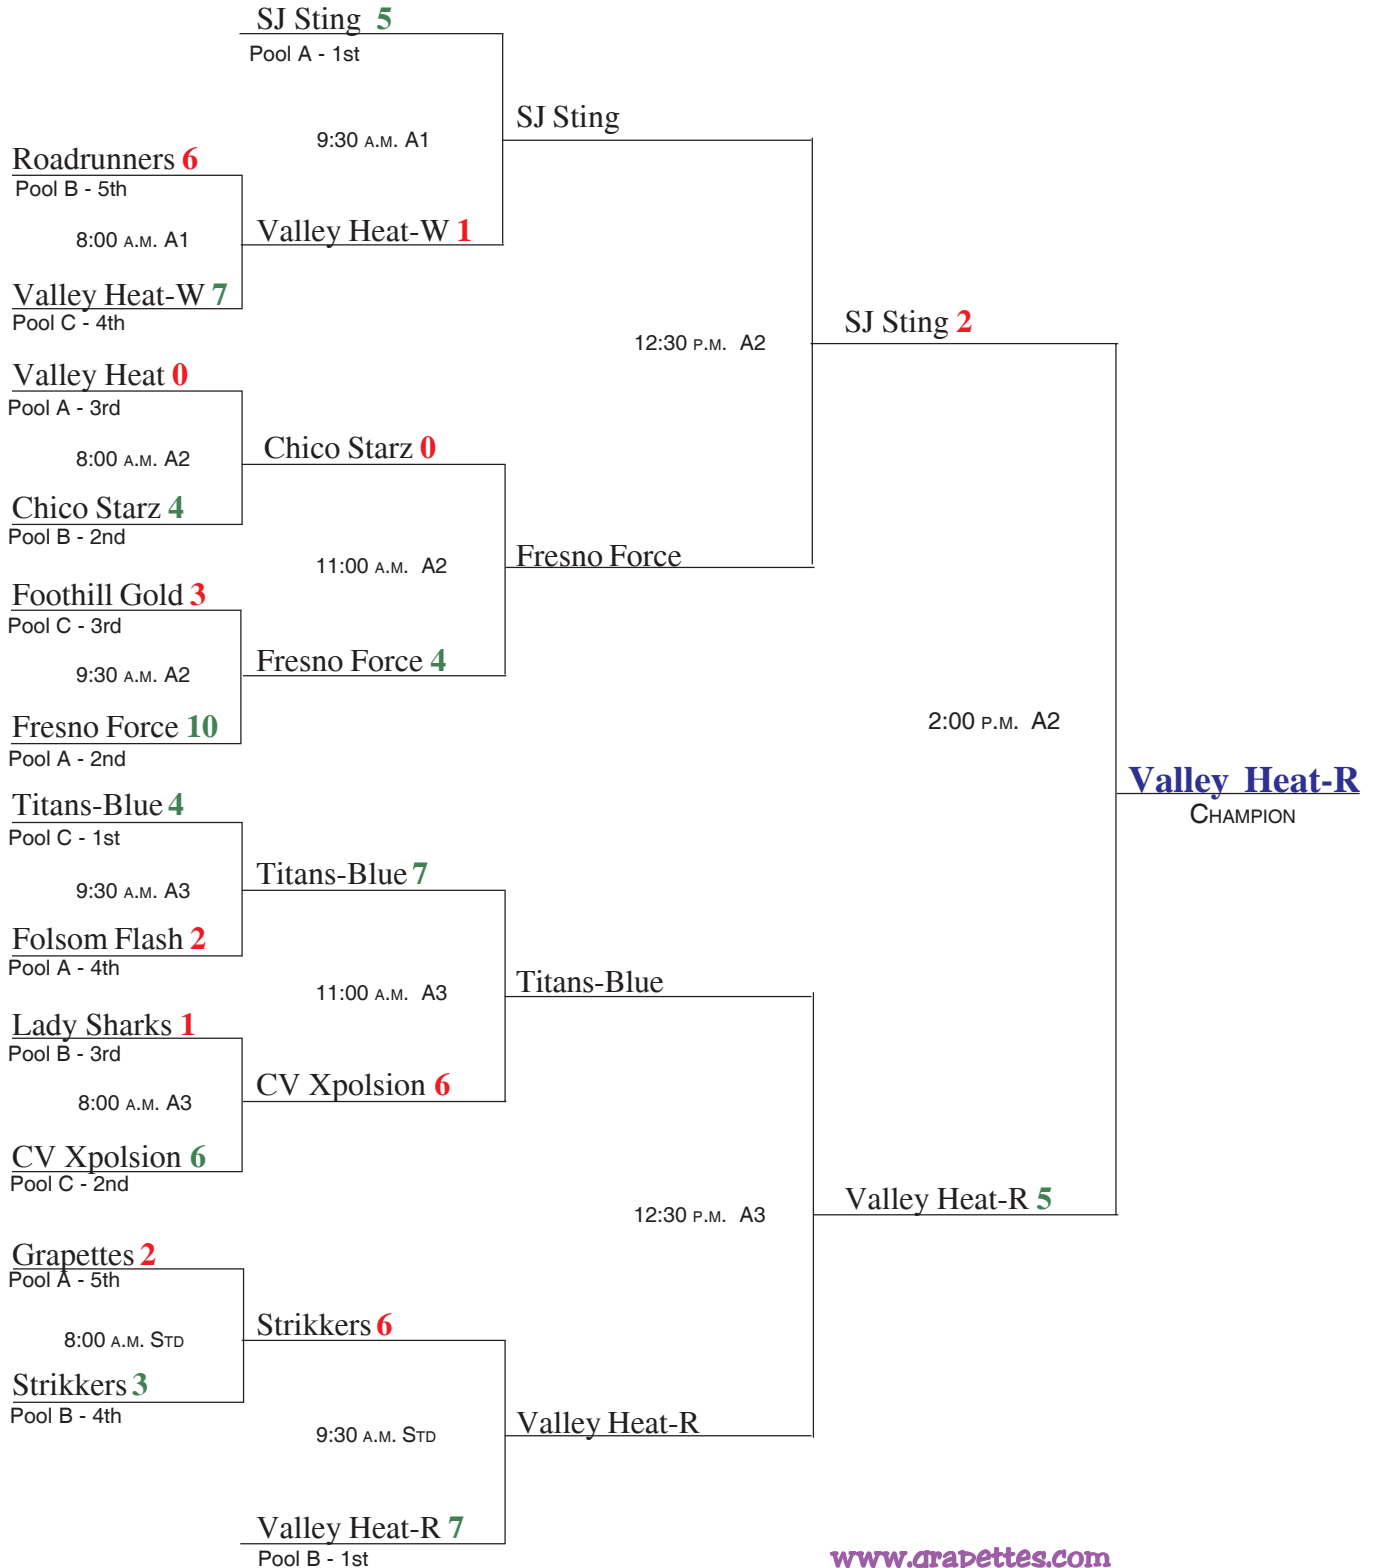 SJ Sting 5
Pool A - 1st
9:30 A.M. A1
SJ Sting
Roadrunners 6
Pool B - 5th
8:00 A.M. A1
Valley Heat-W 1
Valley Heat-W 7
Pool C - 4th
12:30 P.M. A2
SJ Sting 2
Valley Heat 0
Pool A - 3rd
8:00 A.M. A2
Chico Starz 0
Chico Starz 4
Pool B - 2nd
11:00 A.M. A2
Fresno Force
Foothill Gold 3
Pool C - 3rd
9:30 A.M. A2
Fresno Force 4
Fresno Force 10
Pool A - 2nd
2:00 P.M. A2
Valley Heat-R
CHAMPION
Titans-Blue 4
Pool C - 1st
9:30 A.M. A3
Titans-Blue 7
Folsom Flash 2
Pool A - 4th
11:00 A.M. A3
Titans-Blue
Lady Sharks 1
Pool B - 3rd
8:00 A.M. A3
CV Xpolsion 6
CV Xpolsion 6
Pool C - 2nd
12:30 P.M. A3
Valley Heat-R 5
Grapettes 2
Pool A - 5th
8:00 A.M. STD
Strikkers 6
Strikkers 3
Pool B - 4th
9:30 A.M. STD
Valley Heat-R
Valley Heat-R 7
Pool B - 1st
www.grapettes.com